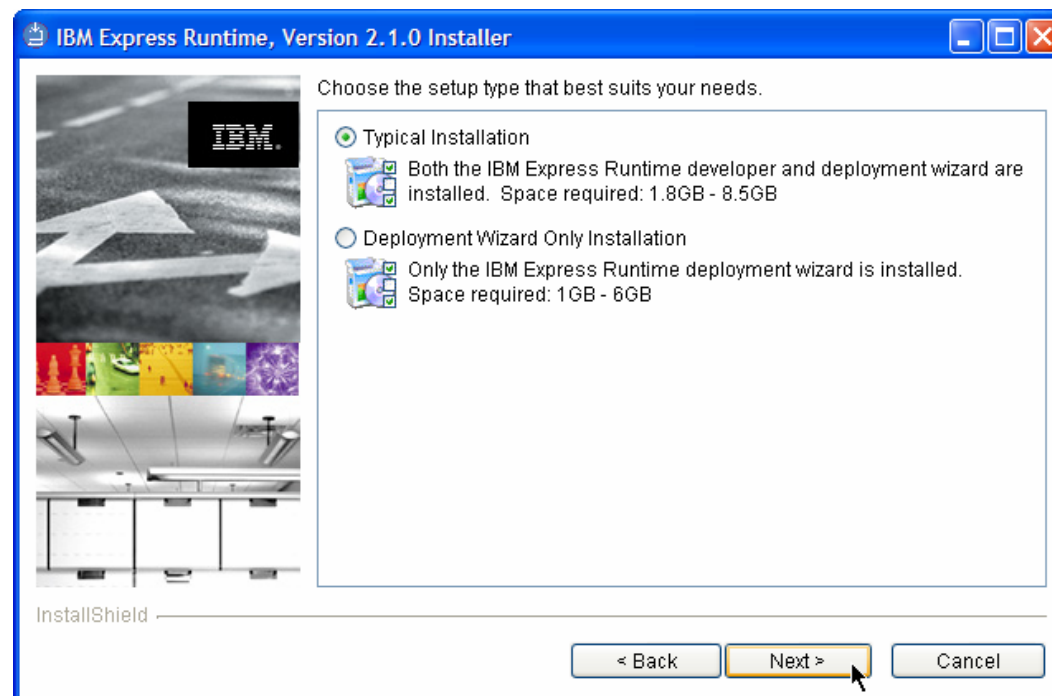 IBM Express Runtime, Version 2.1.0 Installer
Choose the setup type that best suits your needs.
IBM.
Typical Installation
Both the IBM Express Runtime developer and deployment wizard are
installed. Space required: 1.8GB - 8.5GB
Deployment Wizard Only Installation
Only the IBM Express Runtime deployment wizard is installed.
Space required: 1GB - 6GB
InstallShield
< Back
Next >
Cancel